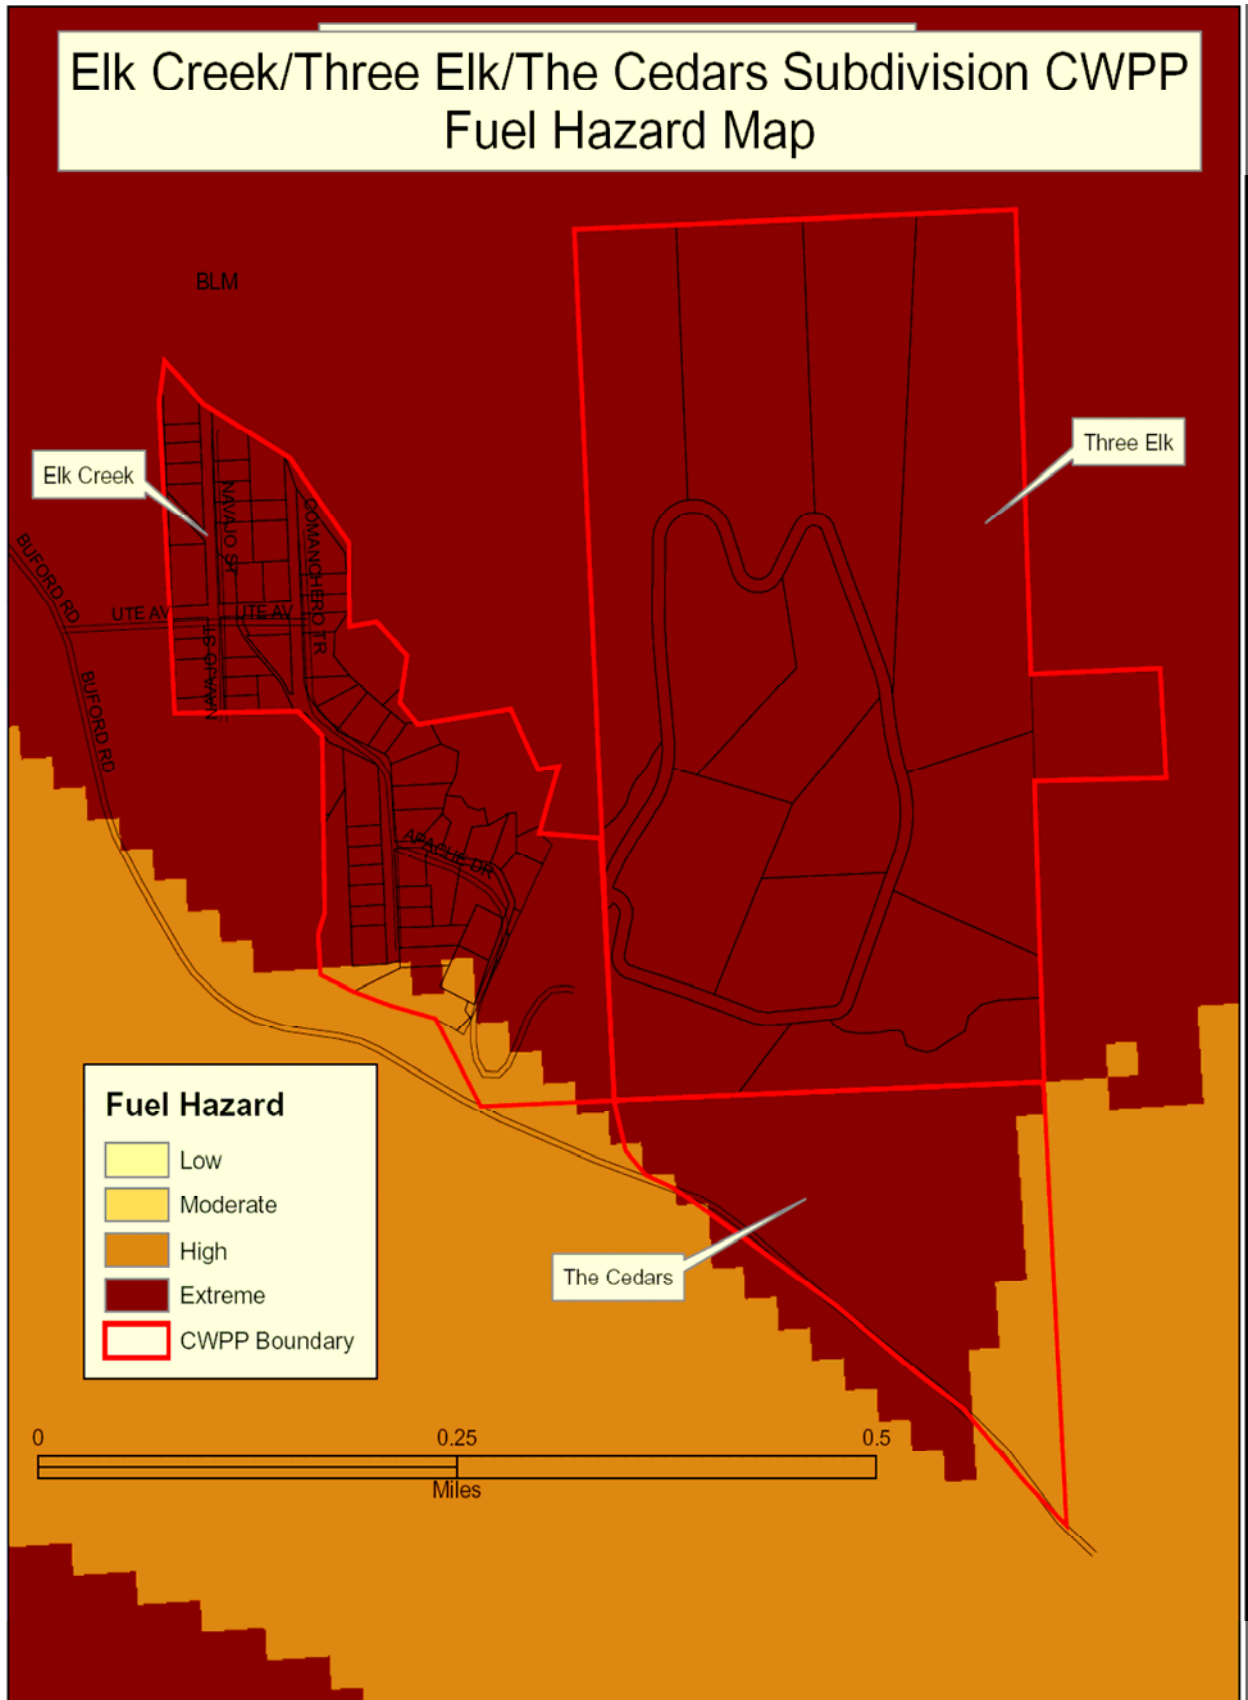 Elk Creek/Three Elk/The Cedars Subdivision CWPP
Fuel Hazard Map
BLM
Three Elk
Elk Creek
NAVAJO ST
COMANCHERO TR
BUFORD RD
UTE AV
UTE AV
NAVAJO ST
BUFORD RD
APACHE DR
Fuel Hazard
Low
Moderate
High
Extreme
CWPP Boundary
The Cedars
0 0.25 0.5
Miles